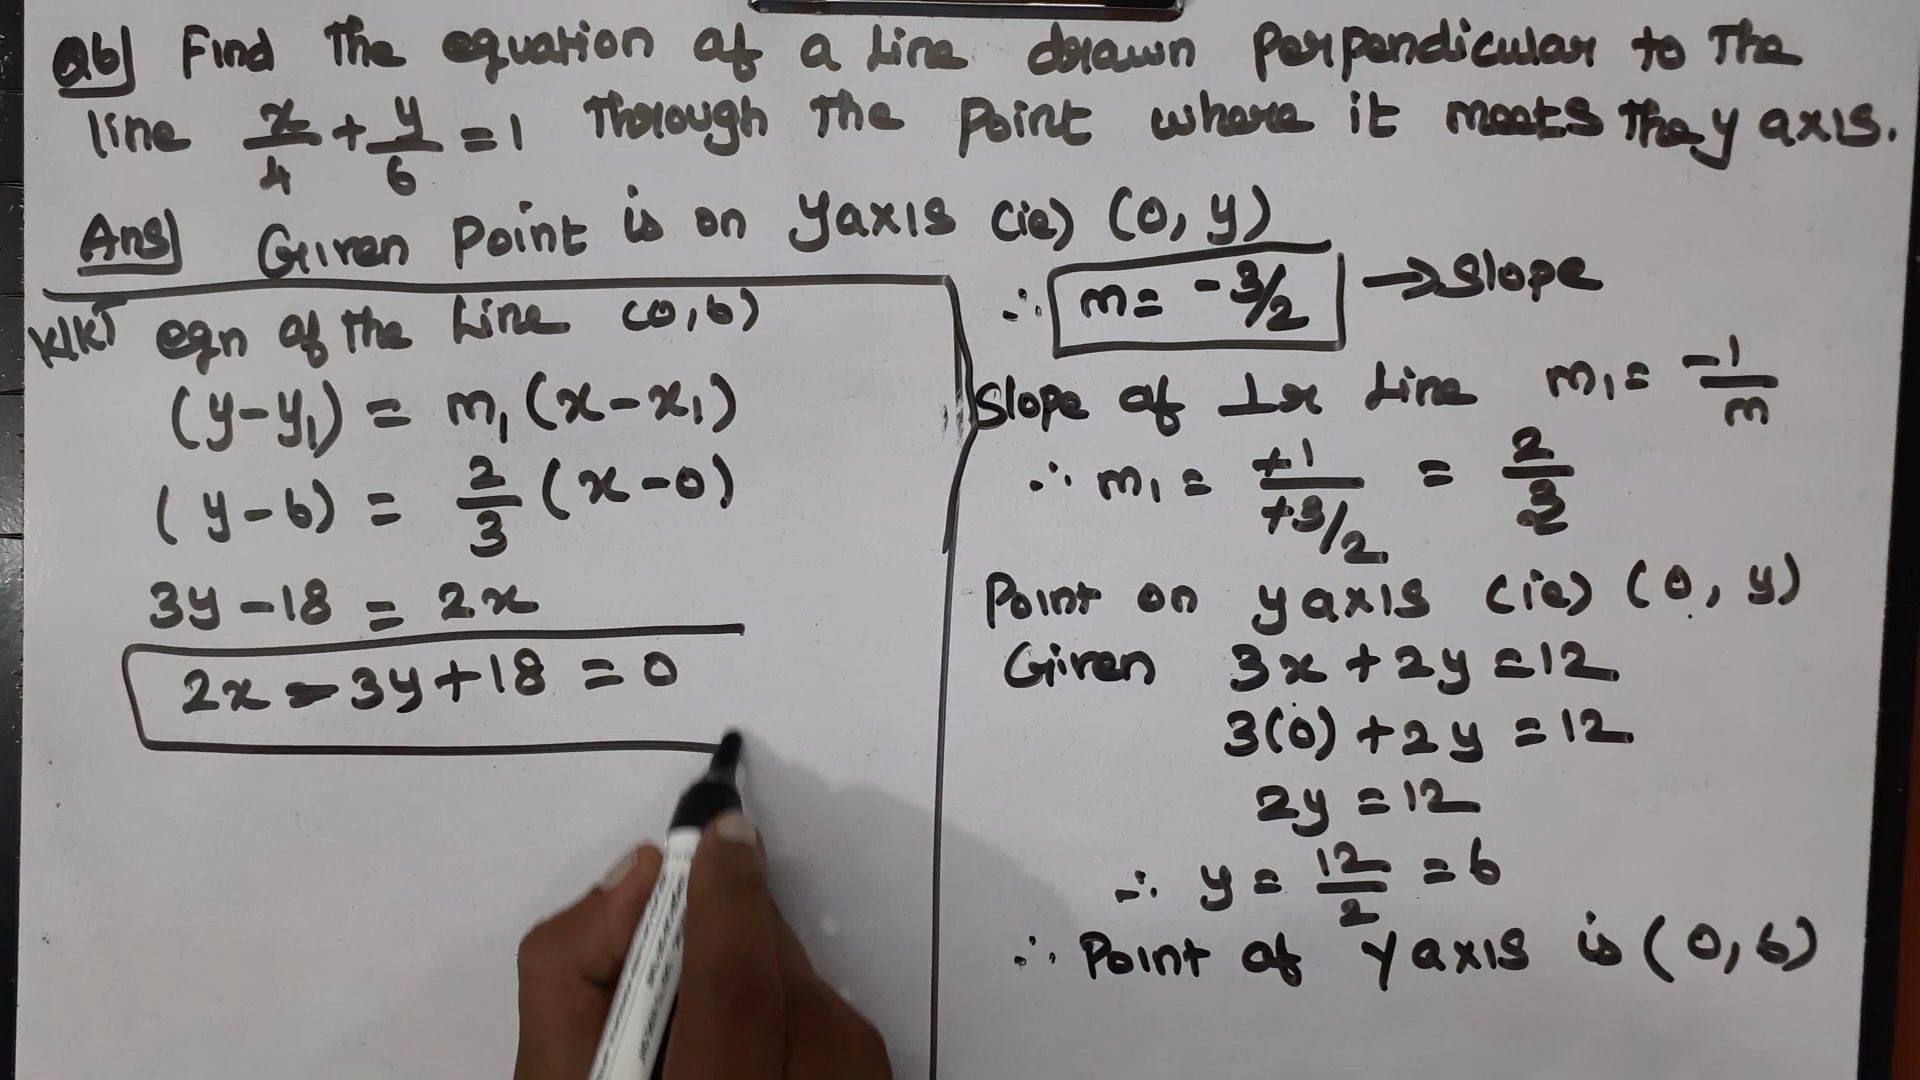 Q6) Find the equation of a line drawn perpendicular to the
line x/4 + y/6 = 1 through the point where it meets the y axis.
Ans) Given point is on y axis (ie) (0, y)
WKT eqn of the line (0,6)
(y-y₁) = m₁(x-x₁)
(y-6) = 2/3 (x-0)
3y-18 = 2x
2x-3y+18=0
∴ m= -3/2 → slope
slope of ⊥r line m₁= -1/m
∴ m₁ = +1/+3/2 = 2/3
Point on y axis (ie) (0, y)
Given 3x+2y=12
3(0)+2y=12
2y=12
∴ y = 12/2 = 6
∴ Point of y axis is (0,6)